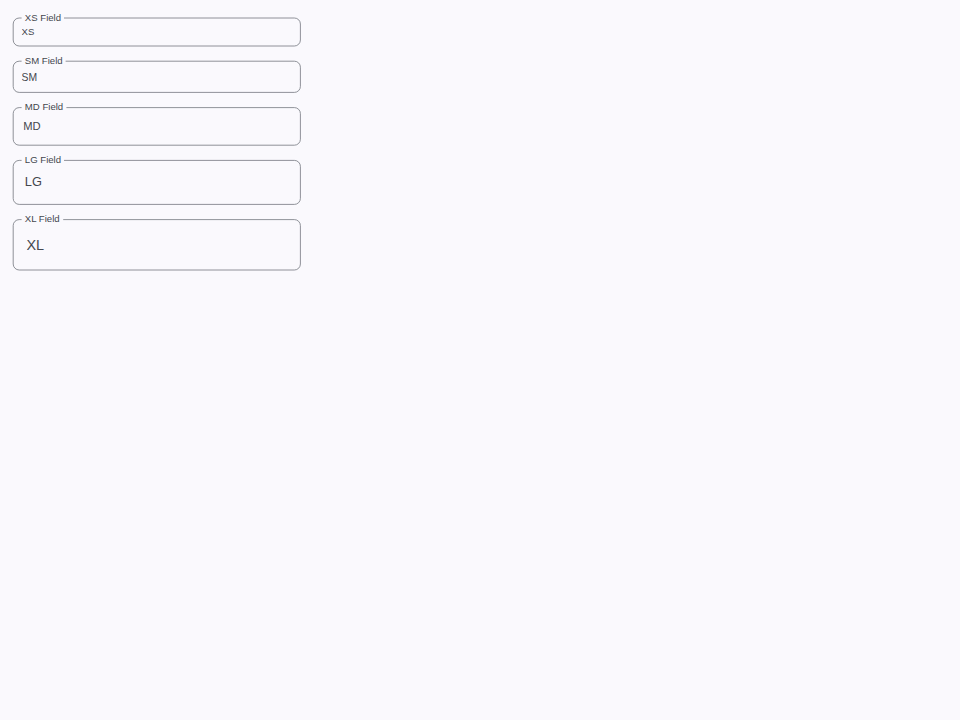 XS Field
XS
SM Field
SM
MD Field
MD
LG Field
LG
XL Field
XL